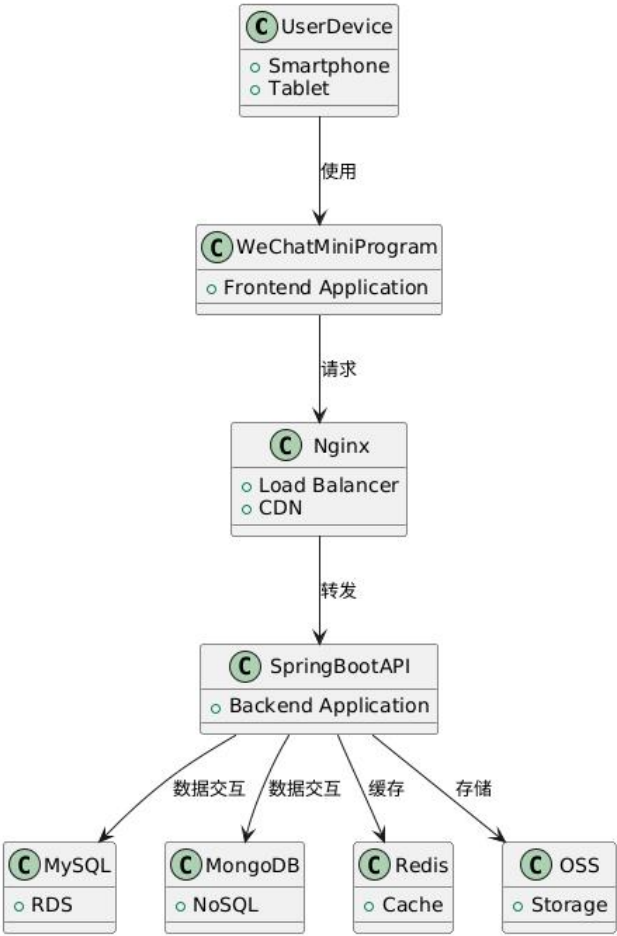 C UserDevice
Smartphone
Tablet
使用
C WeChatMiniProgram
Frontend Application
请求
C Nginx
Load Balancer
CDN
转发
C SpringBootAPI
Backend Application
数据交互
数据交互
缓存
存储
C MySQL
RDS
C MongoDB
NoSQL
C Redis
Cache
C OSS
Storage